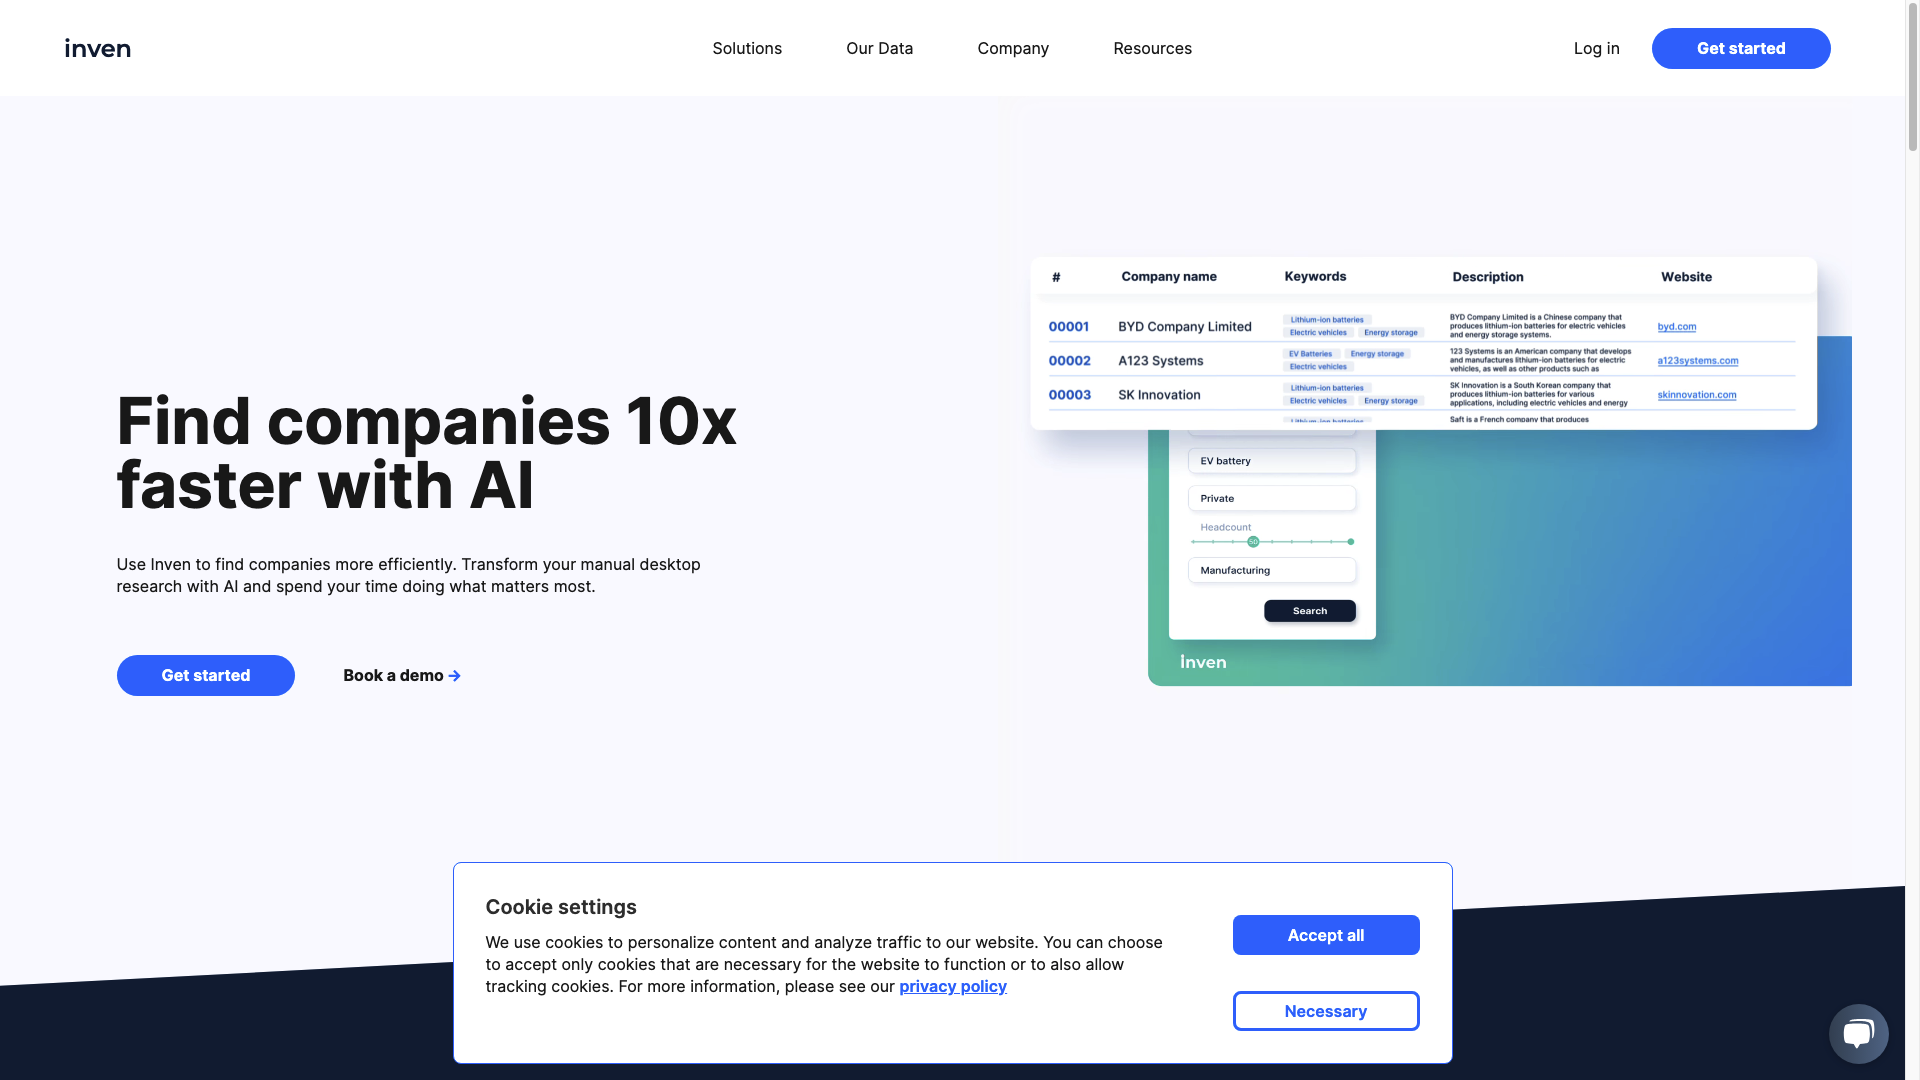 inven
Solutions
Our Data
Company
Resources
Log in
Get started
Find companies 10x
faster with AI
Use Inven to find companies more efficiently. Transform your manual desktop
research with AI and spend your time doing what matters most.
Get started
Book a demo →
# Company name Keywords Description Website
00001 BYD Company Limited
Lithium-ion batteries
Electric vehicles Energy storage
BYD Company Limited is a Chinese company that
produces lithium-ion batteries for electric vehicles
and energy storage systems.
byd.com
00002 A123 Systems
EV Batteries Energy storage
Electric vehicles
123 Systems is an American company that develops
and manufactures lithium-ion batteries for electric
vehicles, as well as other products such as
a123systems.com
00003 SK Innovation
Lithium-ion batteries
Electric vehicles Energy storage
SK Innovation is a South Korean company that
produces lithium-ion batteries for various
applications, including electric vehicles and energy
skinnovation.com
Lithium-ion batteries
Saft is a French company that produces
EV battery
Private
Headcount
50
Manufacturing
Search
inven
Cookie settings
We use cookies to personalize content and analyze traffic to our website. You can choose
to accept only cookies that are necessary for the website to function or to also allow
tracking cookies. For more information, please see our privacy policy
Accept all
Necessary